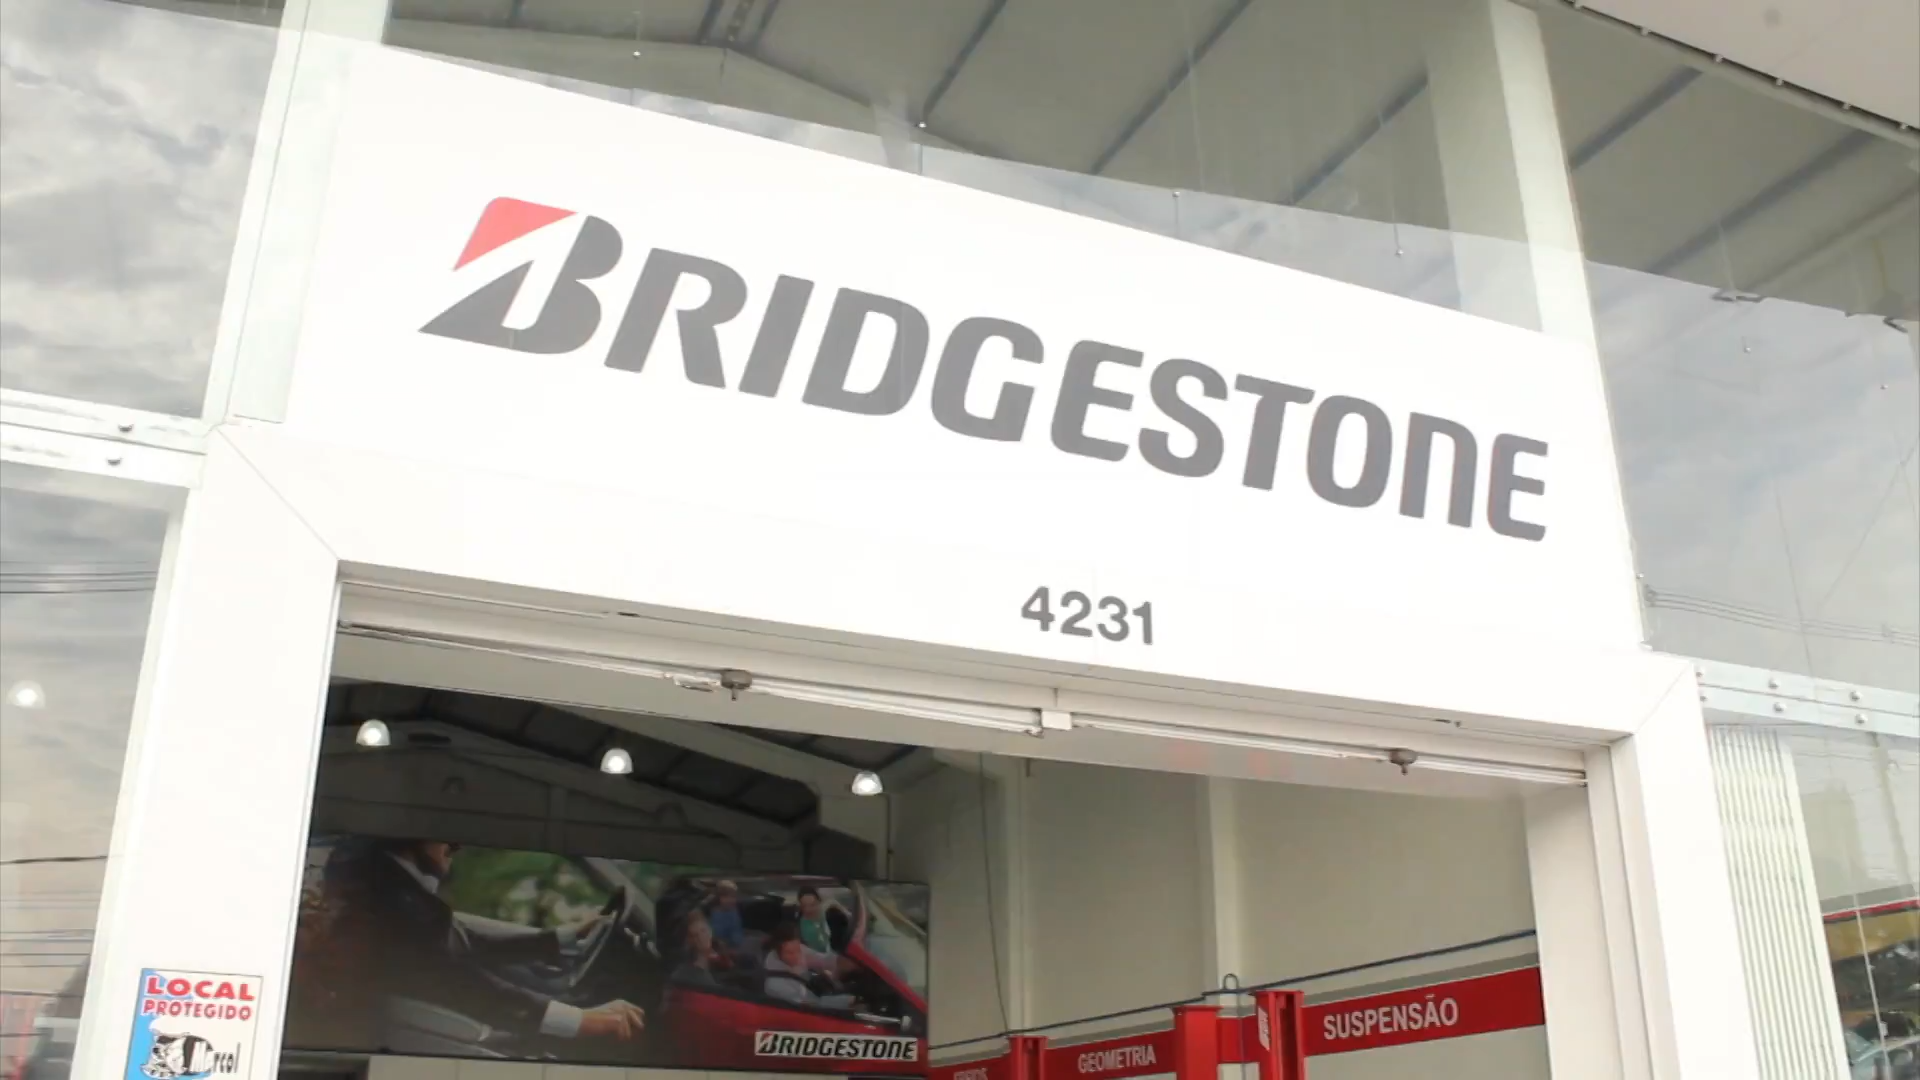 BRIDGESTONE
4231
LOCAL
PROTEGIDO
BRIDGESTONE
GEOMETRIA
SUSPENSÃO